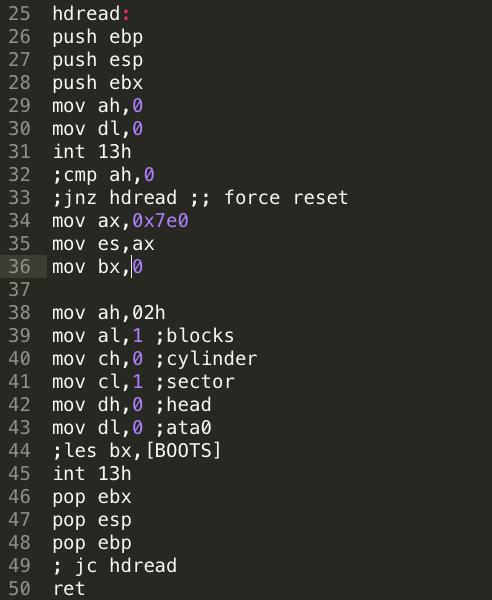 25 hdread:
26 push ebp
27 push esp
28 push ebx
29 mov ah,0
30 mov dl,0
31 int 13h
32 ;cmp ah,0
33 ;jnz hdread ;; force reset
34 mov ax,0x7e0
35 mov es,ax
36 mov bx,0
37
38 mov ah,02h
39 mov al,1 ;blocks
40 mov ch,0 ;cylinder
41 mov cl,1 ;sector
42 mov dh,0 ;head
43 mov dl,0 ;ata0
44 ;les bx,[BOOTS]
45 int 13h
46 pop ebx
47 pop esp
48 pop ebp
49 ; jc hdread
50 ret